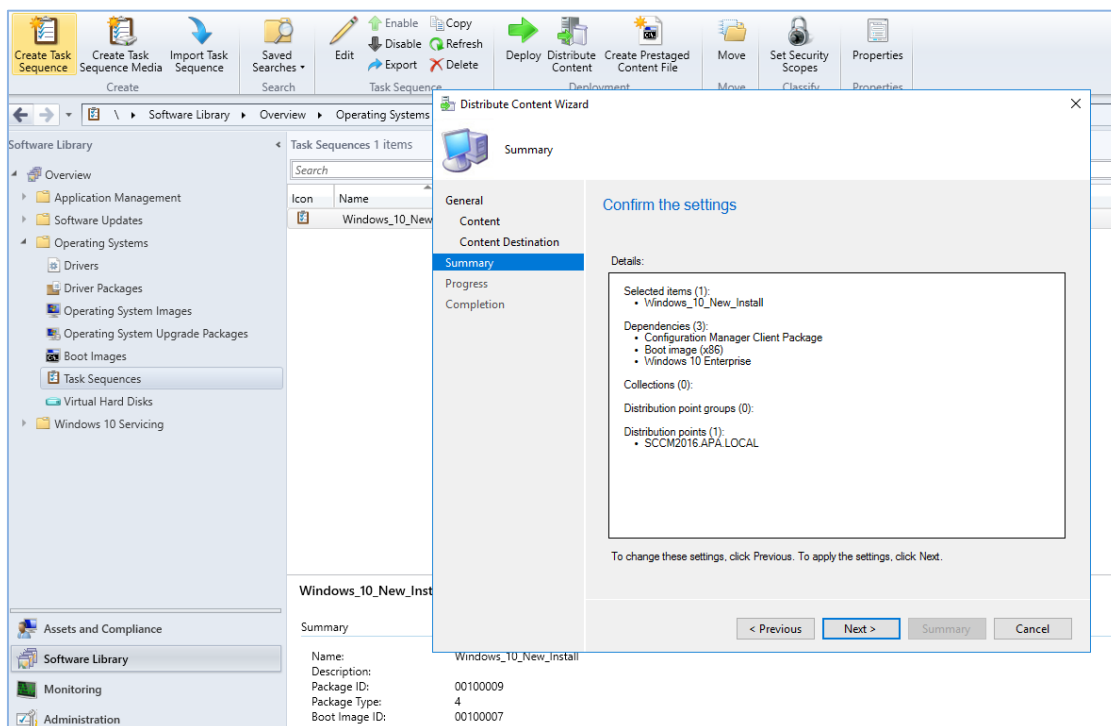 Create Task Sequence
Create Task Sequence Media
Import Task Sequence
Create
Saved Searches
Search
Edit
Enable
Disable
Export
Copy
Refresh
Delete
Task Sequence
Deploy
Distribute Content
Create Prestaged Content File
Deployment
Move
Move
Set Security Scopes
Classify
Properties
Properties
\ Software Library Overview Operating Systems
Software Library
Overview
Application Management
Software Updates
Operating Systems
Drivers
Driver Packages
Operating System Images
Operating System Upgrade Packages
Boot Images
Task Sequences
Virtual Hard Disks
Windows 10 Servicing
Assets and Compliance
Software Library
Monitoring
Administration
Task Sequences 1 items
Search
Icon Name
Windows_10_New
Distribute Content Wizard
Summary
General
Content
Content Destination
Summary
Progress
Completion
Confirm the settings
Details:
Selected items (1):
• Windows_10_New_Install
Dependencies (3):
• Configuration Manager Client Package
• Boot image (x86)
• Windows 10 Enterprise
Collections (0):
Distribution point groups (0):
Distribution points (1):
• SCCM2016.APA.LOCAL
To change these settings, click Previous. To apply the settings, click Next.
< Previous Next > Summary Cancel
Windows_10_New_Inst
Summary
Name: Windows_10_New_Install
Description:
Package ID: 00100009
Package Type: 4
Boot Image ID: 00100007